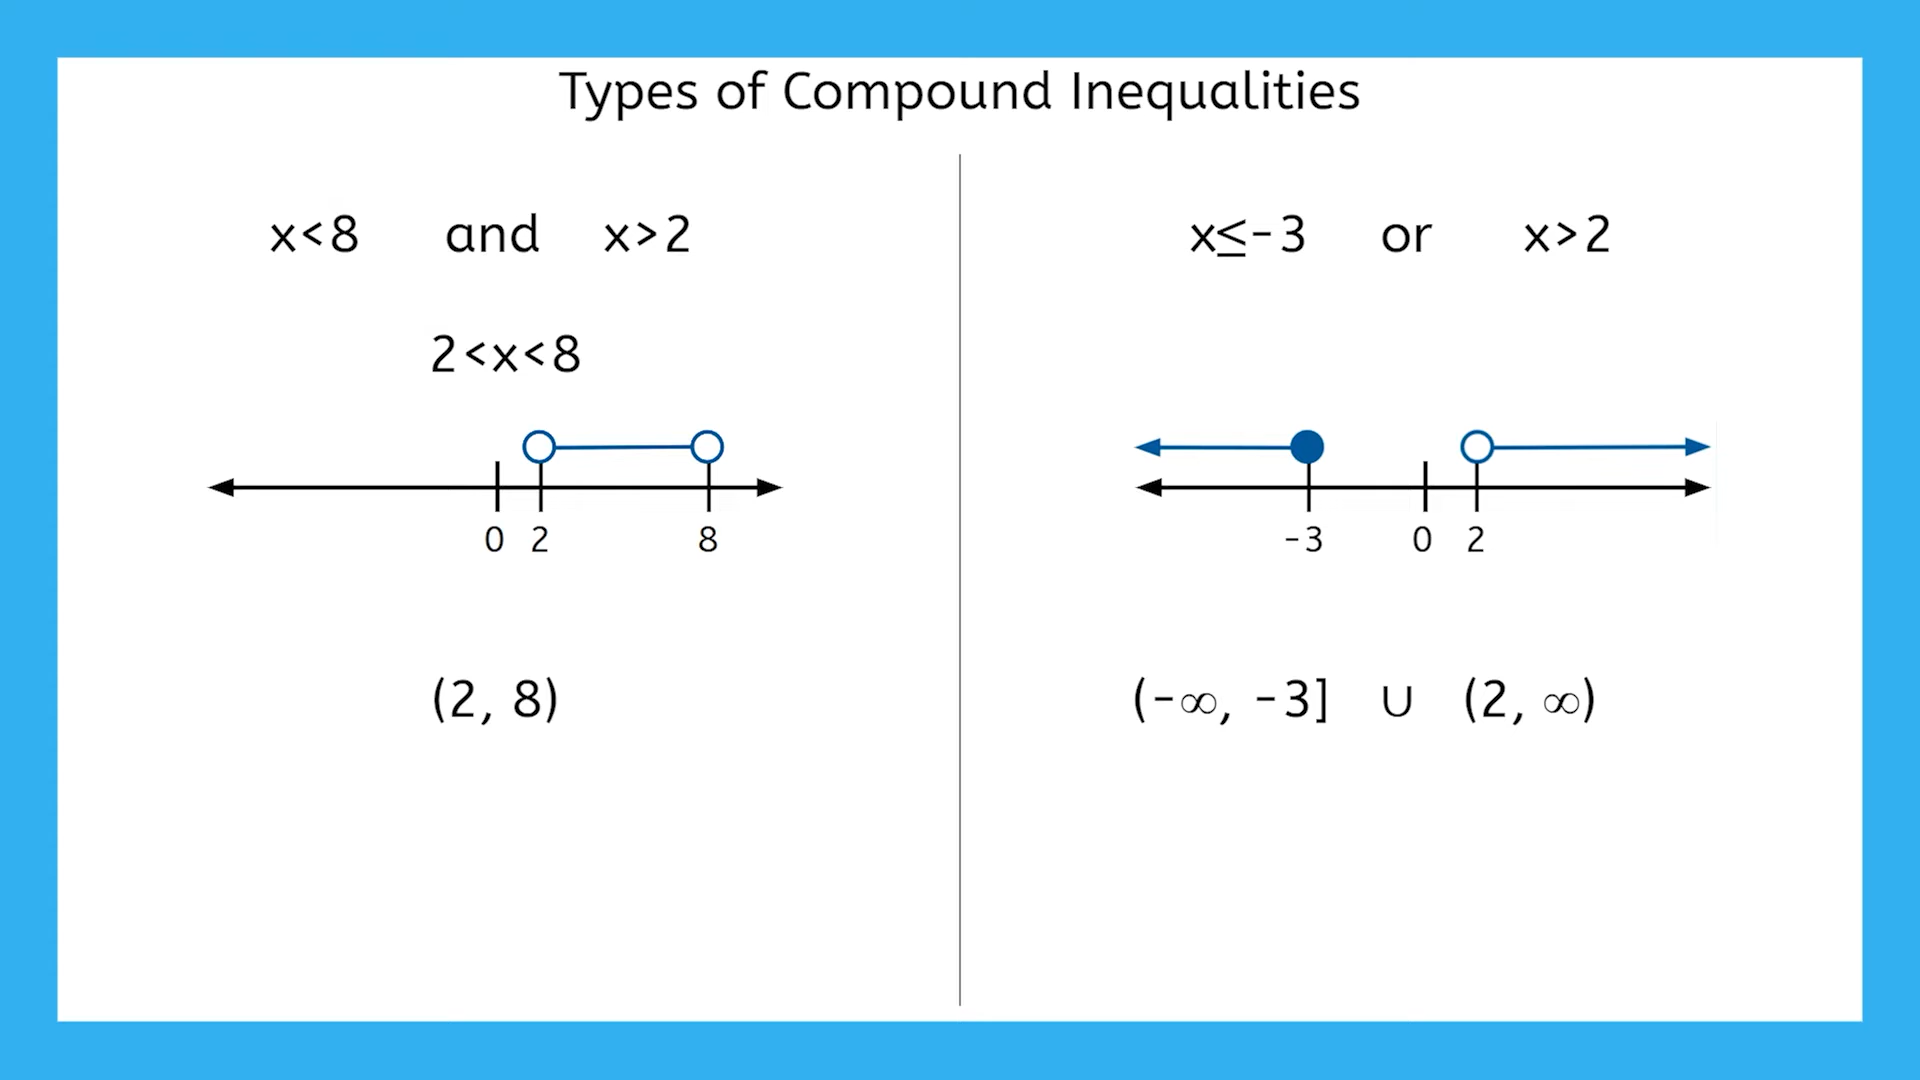 Types of Compound Inequalities
x<8 and x>2
2<x<8
0 2 8
(2, 8)
x≤-3 or x>2
-3 0 2
(-∞, -3] ∪ (2, ∞)